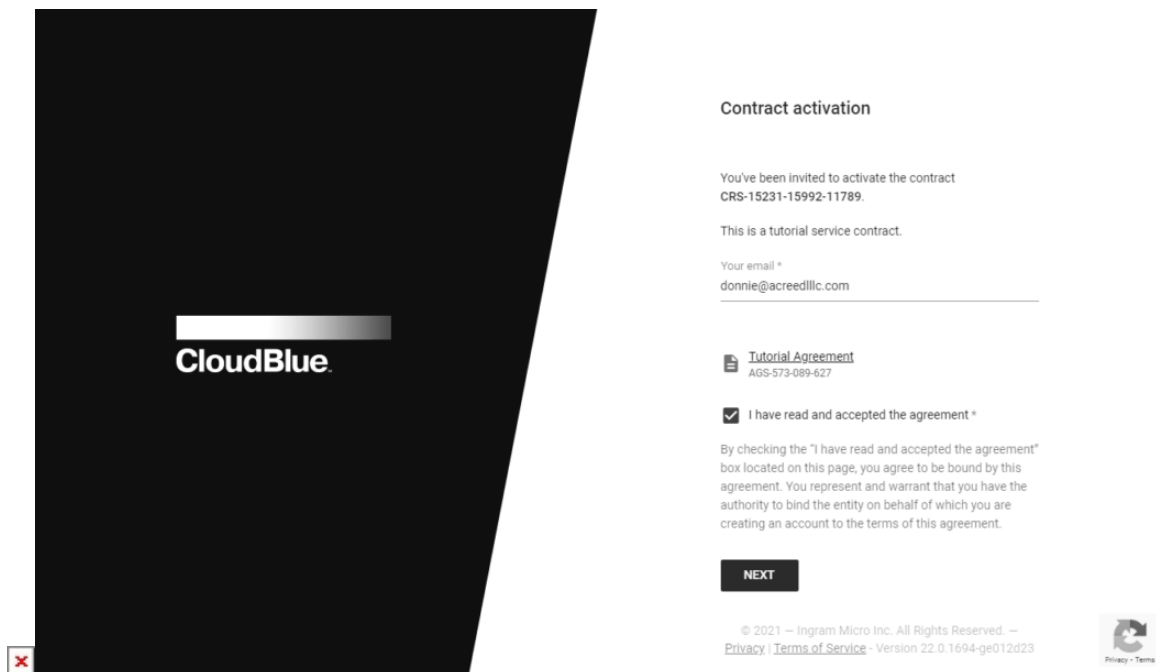 Contract activation
You've been invited to activate the contract
CRS-15231-15992-11789.
This is a tutorial service contract.
Your email *
donnie@acreedlllc.com
CloudBlue
Tutorial Agreement
AGS-573-089-627
I have read and accepted the agreement *
By checking the “I have read and accepted the agreement”
box located on this page, you agree to be bound by this
agreement. You represent and warrant that you have the
authority to bind the entity on behalf of which you are
creating an account to the terms of this agreement.
NEXT
© 2021 — Ingram Micro Inc. All Rights Reserved. —
Privacy | Terms of Service - Version 22.0.1694-ge012d23
Privacy - Terms